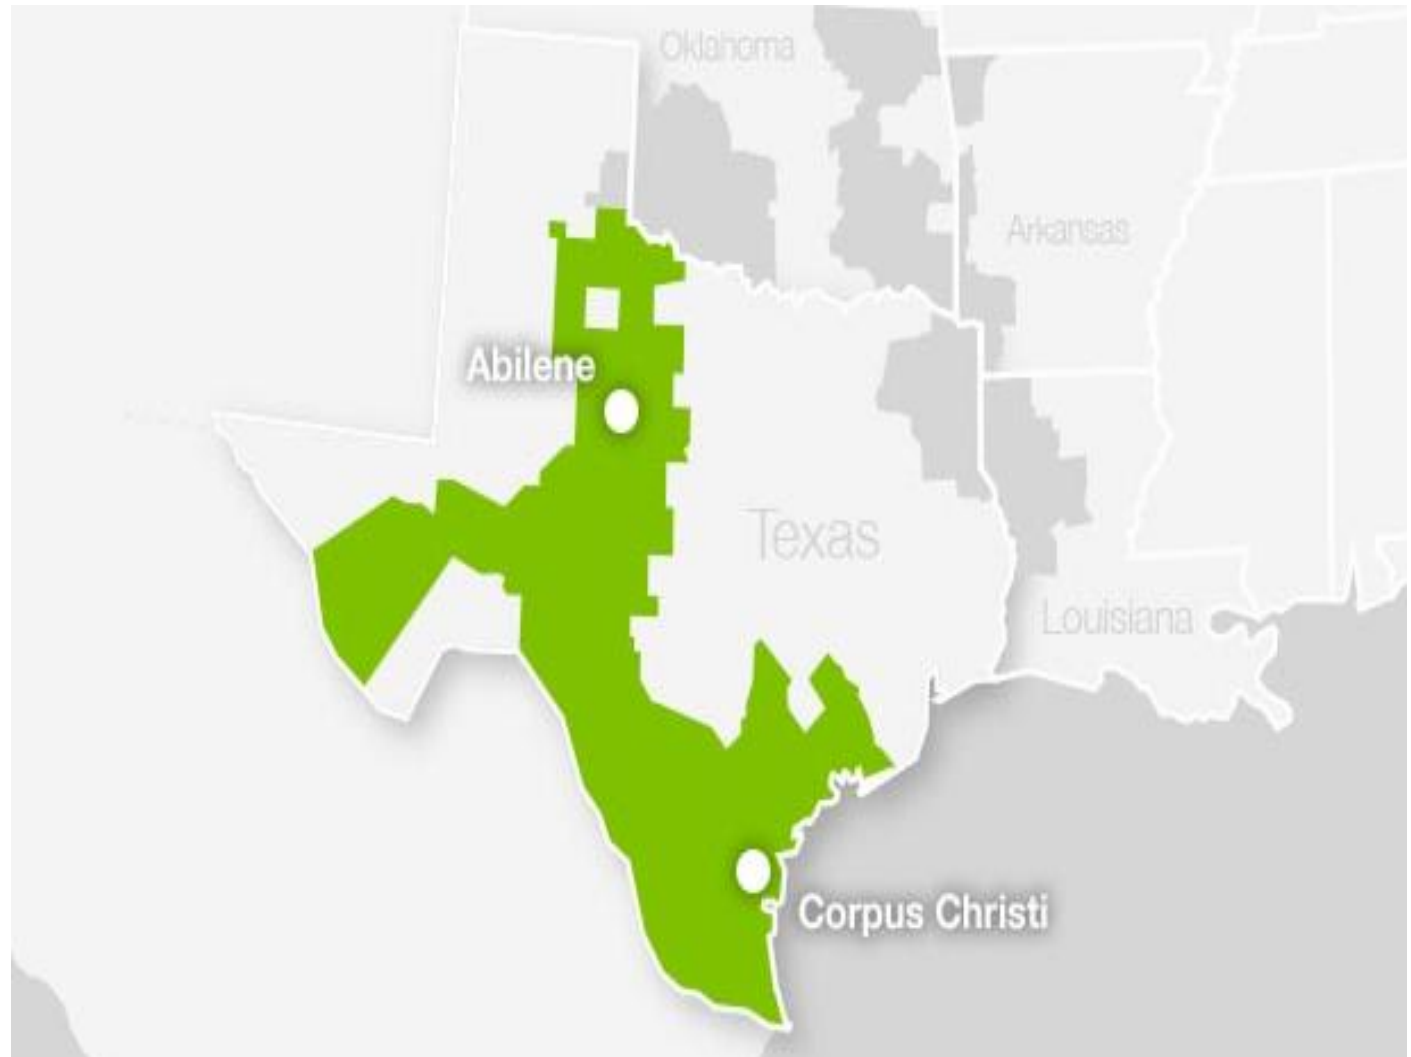 Oklahoma
Arkansas
Abilene
Texas
Louisiana
Corpus Christi